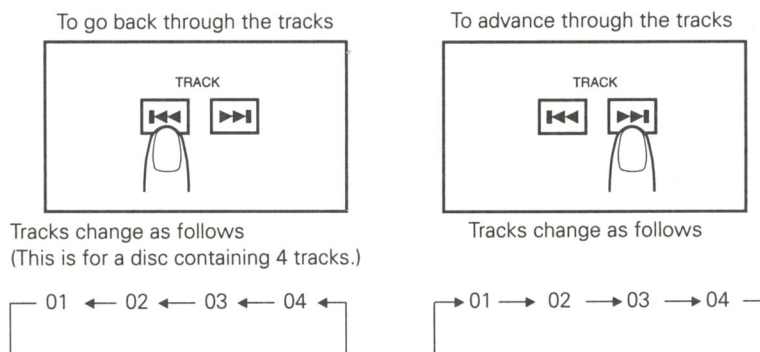 To go back through the tracks
TRACK
Tracks change as follows
(This is for a disc containing 4 tracks.)
01 ← 02 ← 03 ← 04
To advance through the tracks
TRACK
Tracks change as follows
01 → 02 → 03 → 04